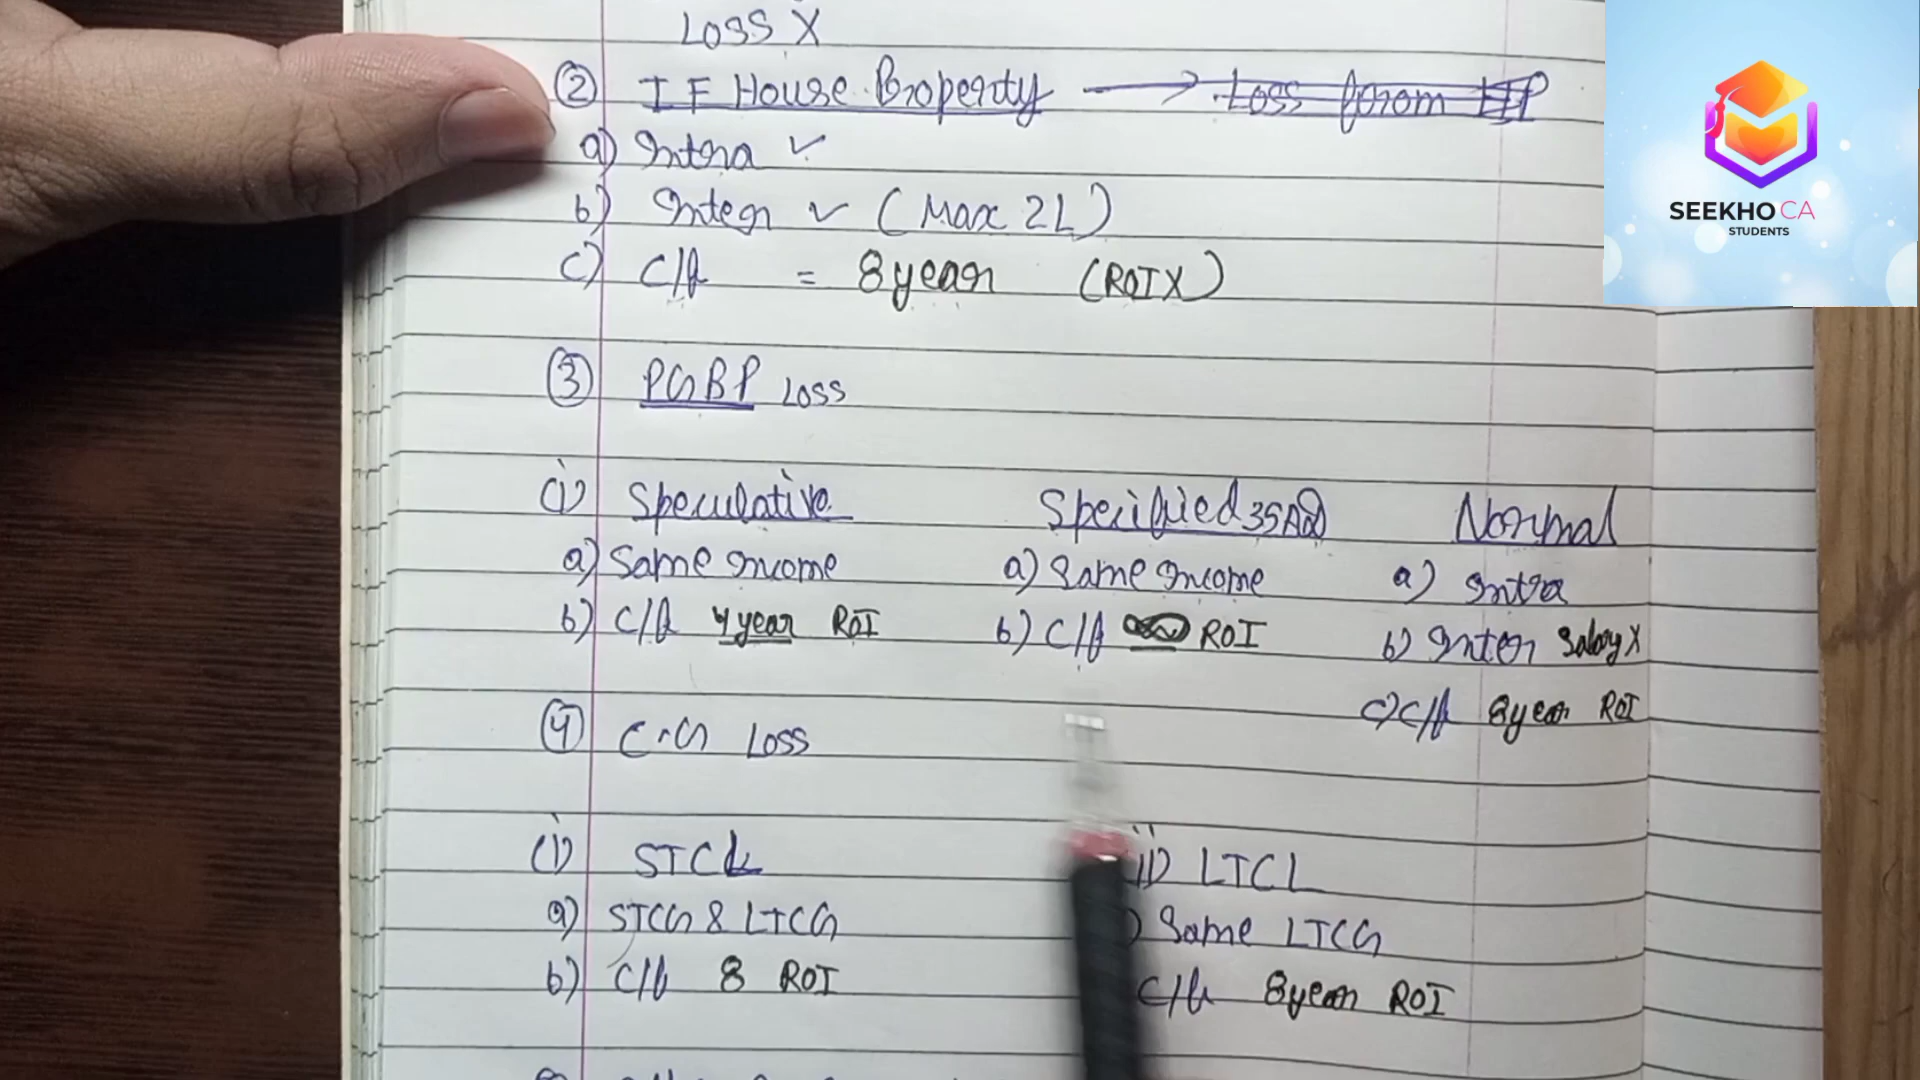 Loss X
② I F House Property → Loss from HP
a) Intra ✓
b) Inter ✓ (Max 2L)
c) C/f = 8 year (ROI X)
③ PGBP Loss
(i) Speculative Specified 35AD Normal
a) Same Income a) Same Income a) Intra
b) C/f 4 year ROI b) C/f ROI b) Inter Salary X
c) C/f 8 year ROI
④ C.G Loss
(i) STCL ii) LTCL
a) STCG & LTCG ) Same LTCG
b) C/f 8 ROI C/f 8 year ROI
SEEKHO CA
STUDENTS